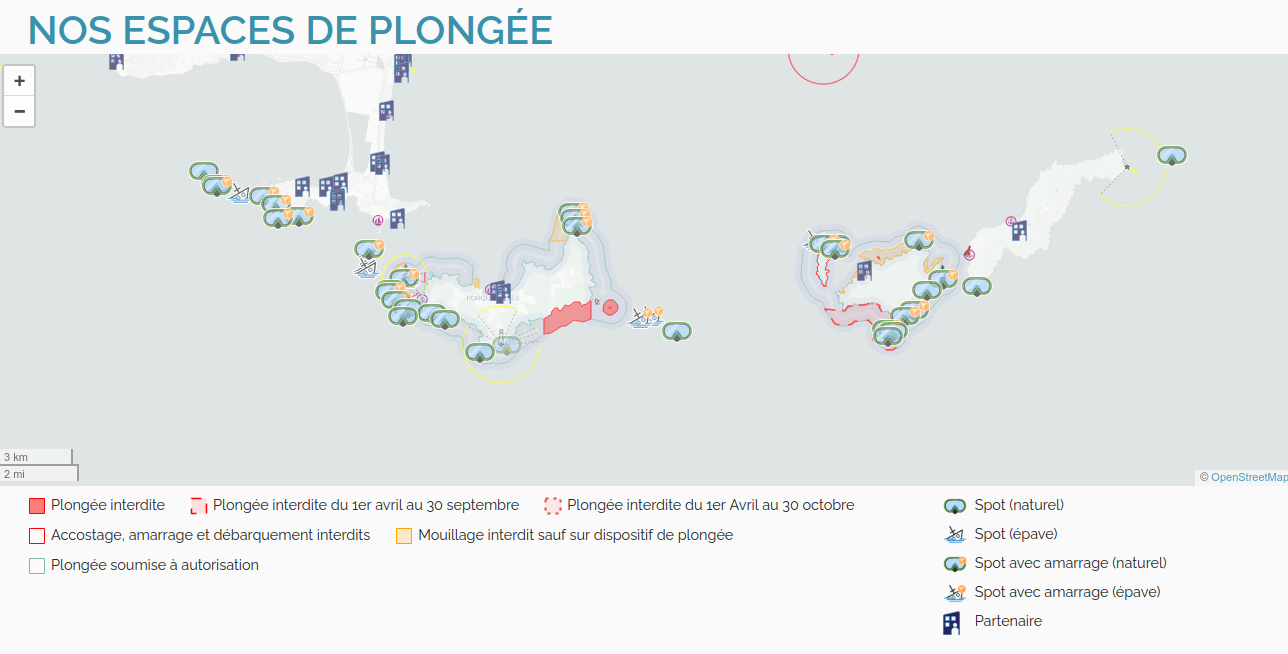 NOS ESPACES DE PLONGÉE
+
−
3 km
2 mi
© OpenStreetMap
Plongée interdite
Plongée interdite du 1er avril au 30 septembre
Plongée interdite du 1er Avril au 30 octobre
Accostage, amarrage et débarquement interdits
Mouillage interdit sauf sur dispositif de plongée
Plongée soumise à autorisation
Spot (naturel)
Spot (épave)
Spot avec amarrage (naturel)
Spot avec amarrage (épave)
Partenaire